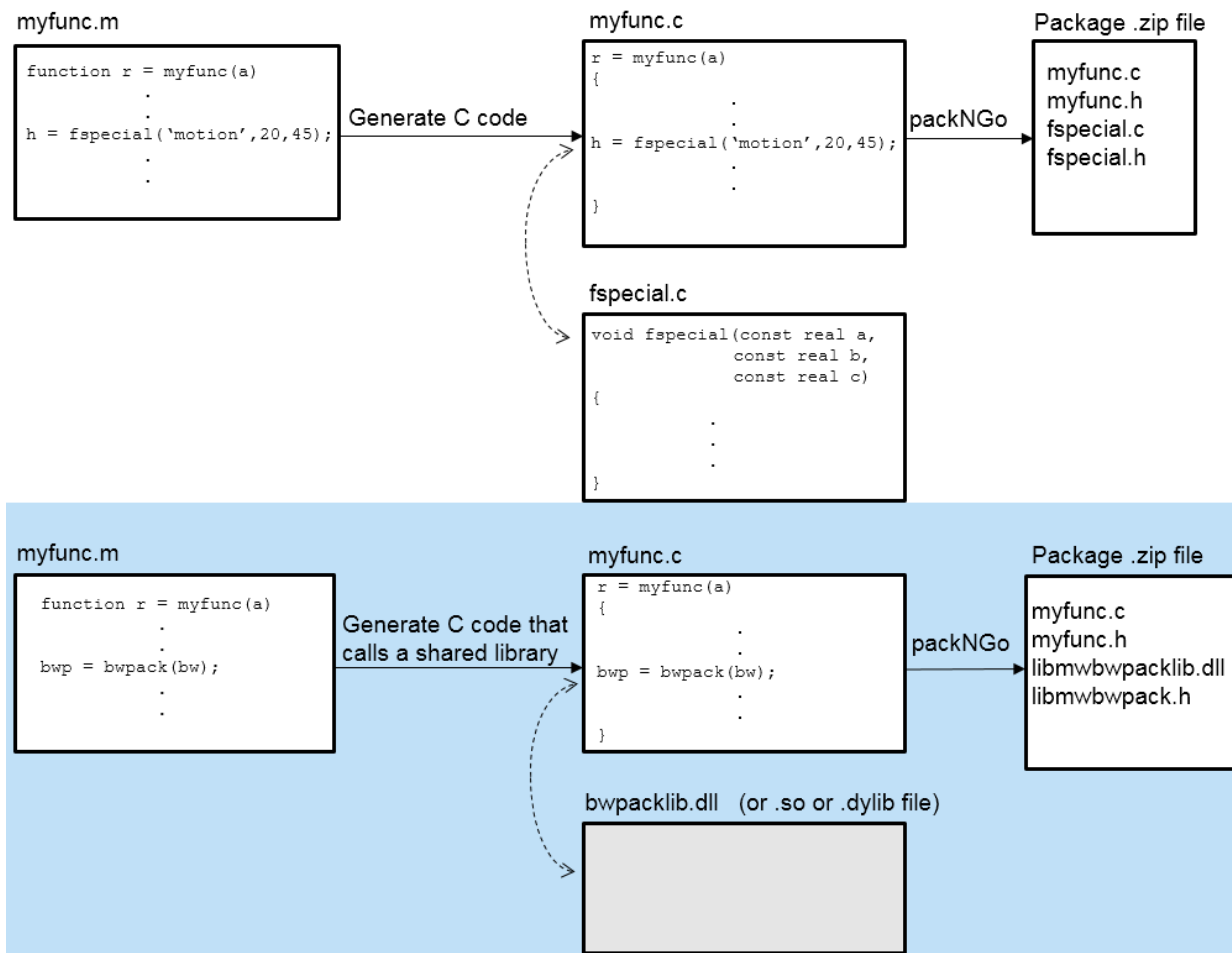 myfunc.m
function r = myfunc(a)
.
.
h = fspecial(‘motion’,20,45);
.
.
Generate C code
myfunc.c
r = myfunc(a)
{
.
.
h = fspecial(‘motion’,20,45);
.
.
}
packNGo
Package .zip file
myfunc.c
myfunc.h
fspecial.c
fspecial.h
fspecial.c
void fspecial(const real a,
const real b,
const real c)
{
.
.
.
}
myfunc.m
function r = myfunc(a)
.
.
bwp = bwpack(bw);
.
.
Generate C code that
calls a shared library
myfunc.c
r = myfunc(a)
{
.
.
bwp = bwpack(bw);
.
.
}
packNGo
Package .zip file
myfunc.c
myfunc.h
libmwbwpacklib.dll
libmwbwpack.h
bwpacklib.dll (or .so or .dylib file)